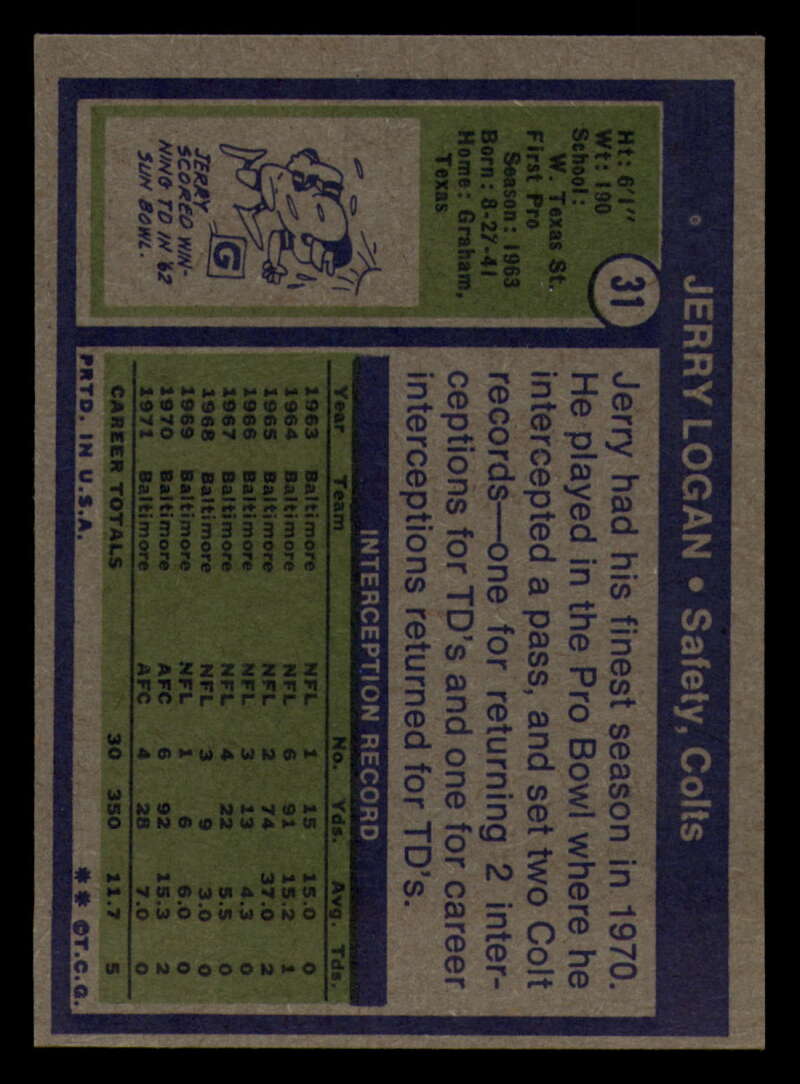 JERRY LOGAN • Safety, Colts
31
Ht: 6'1"
Wt: 190
School:
W. Texas St.
First Pro
Season: 1963
Born: 8-27-41
Home: Graham,
Texas
JERRY
SCORED WIN-
NING TD IN '62
SUN BOWL.
G
Jerry had his finest season in 1970.
He played in the Pro Bowl where he
intercepted a pass, and set two Colt
records—one for returning 2 inter-
ceptions for TD's and one for career
interceptions returned for TD's.
INTERCEPTION RECORD
Year Team No. Yds. Avg. Tds.
1963 Baltimore NFL 1 15 15.0 0
1964 Baltimore NFL 6 91 15.2 1
1965 Baltimore NFL 2 74 37.0 2
1966 Baltimore NFL 3 13 4.3 0
1967 Baltimore NFL 4 22 5.5 0
1968 Baltimore NFL 3 9 3.0 0
1969 Baltimore NFL 1 6 6.0 0
1970 Baltimore AFC 6 92 15.3 2
1971 Baltimore AFC 4 28 7.0 0
CAREER TOTALS 30 350 11.7 5
PRTD. IN U.S.A. ** ©T.C.G.